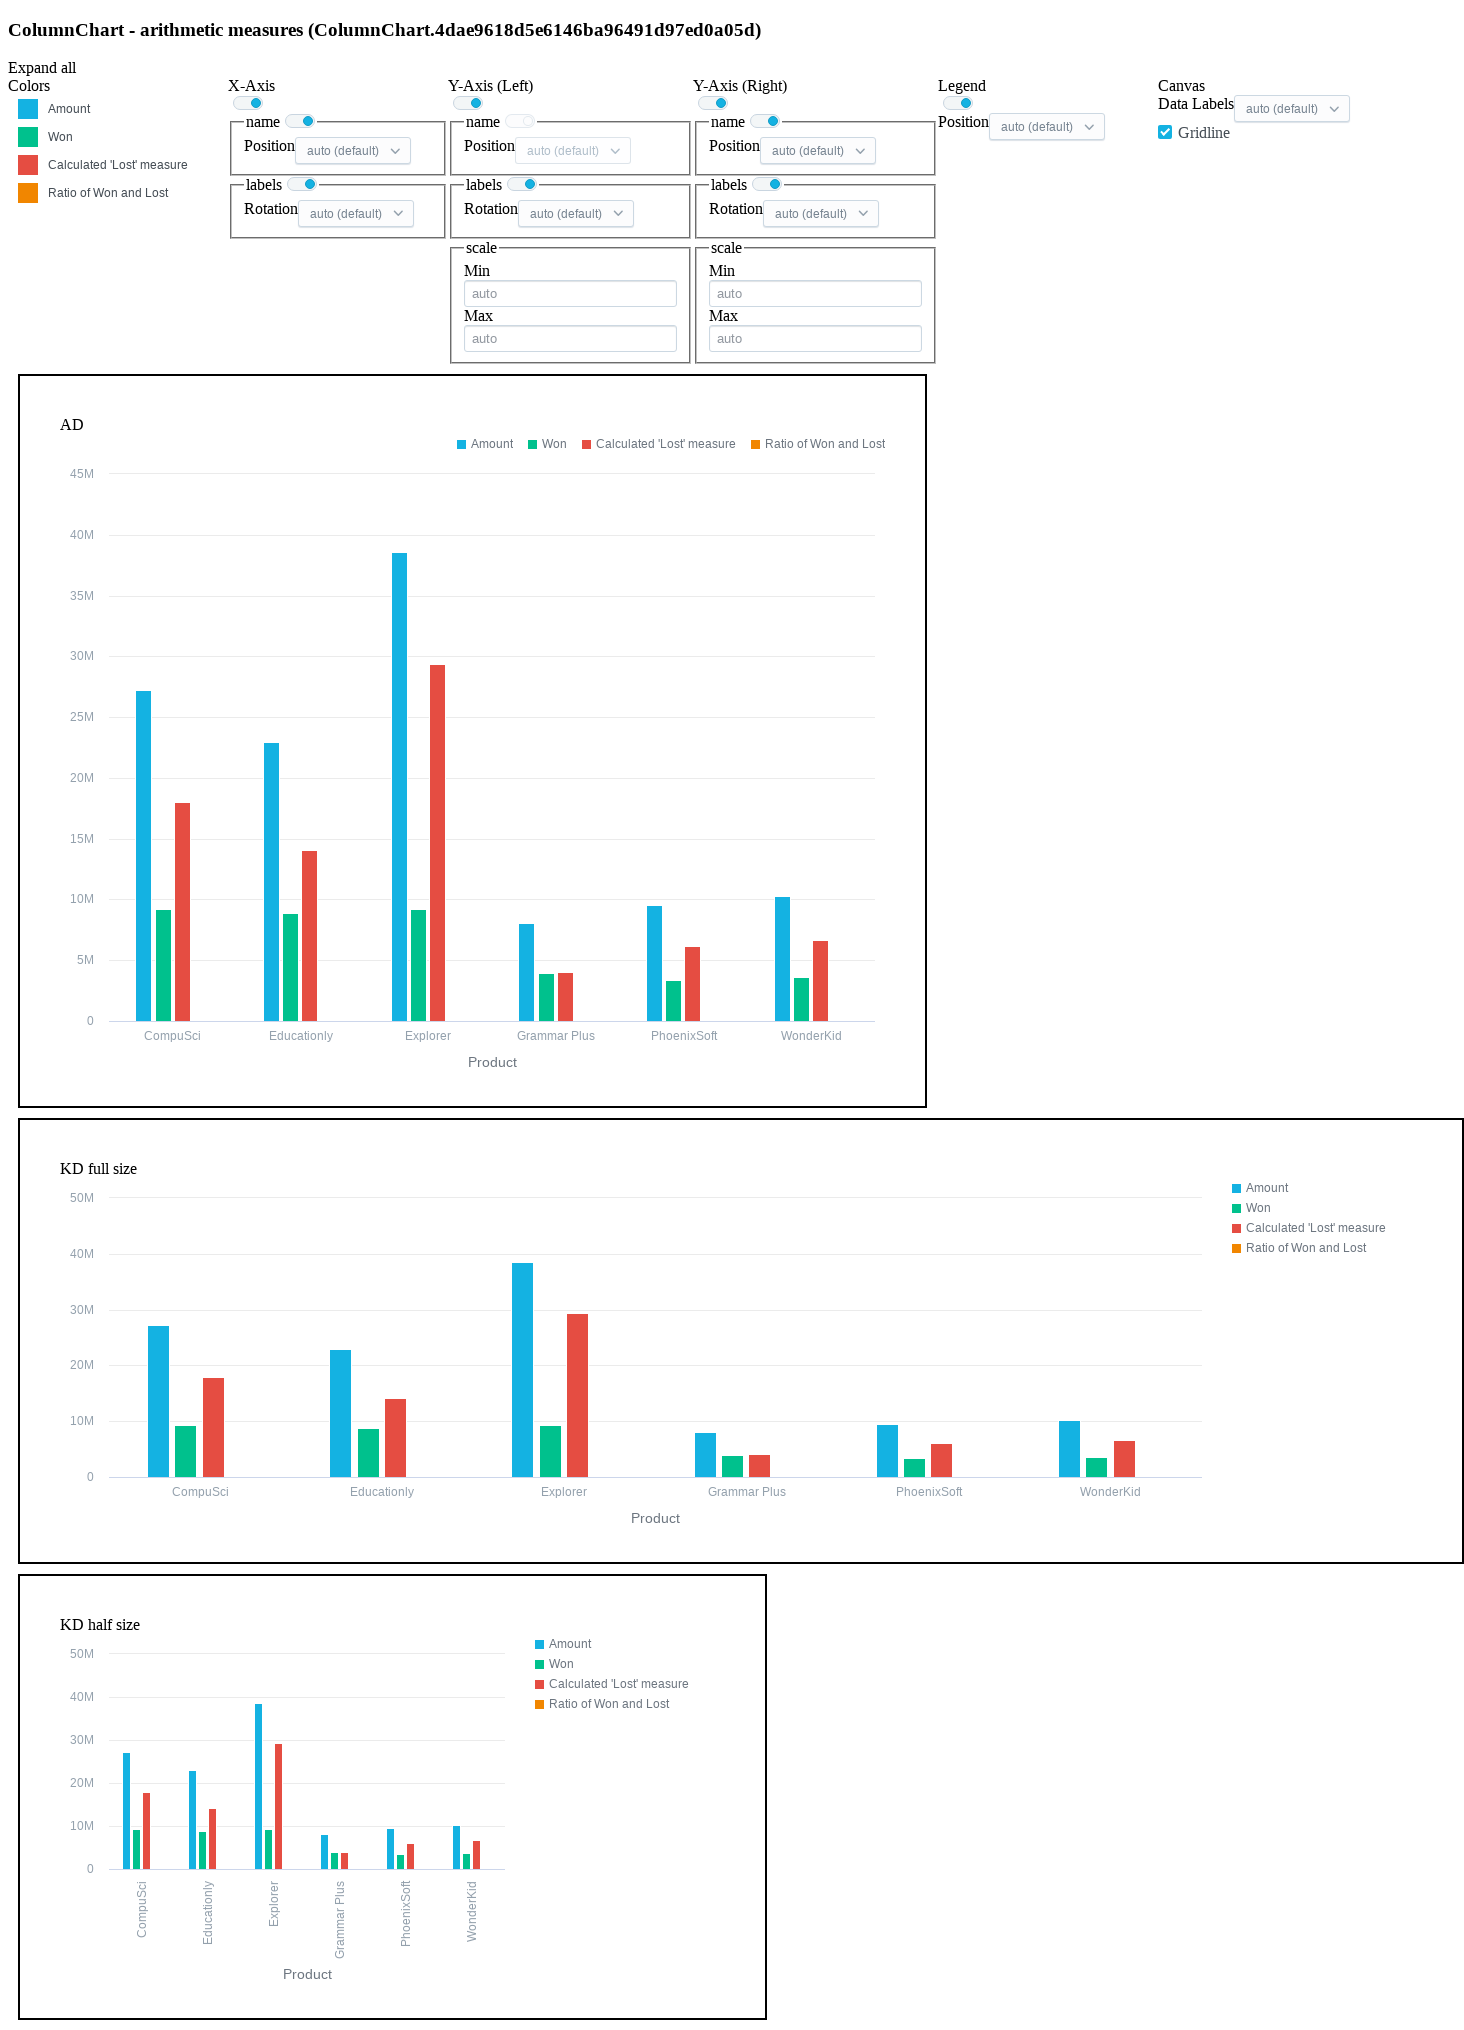 ColumnChart - arithmetic measures (ColumnChart.4dae9618d5e6146ba96491d97ed0a05d)
Expand all
Colors
Amount
Won
Calculated 'Lost' measure
Ratio of Won and Lost
X-Axis
name
Position auto (default)
labels
Rotation auto (default)
Y-Axis (Left)
name
Position auto (default)
labels
Rotation auto (default)
scale
Min
auto
Max
auto
Y-Axis (Right)
name
Position auto (default)
labels
Rotation auto (default)
scale
Min
auto
Max
auto
Legend
Position auto (default)
Canvas
Data Labels auto (default)
Gridline
AD
Amount Won Calculated 'Lost' measure Ratio of Won and Lost
45M
40M
35M
30M
25M
20M
15M
10M
5M
0
CompuSci Educationly Explorer Grammar Plus PhoenixSoft WonderKid
Product
KD full size
Amount
Won
Calculated 'Lost' measure
Ratio of Won and Lost
50M
40M
30M
20M
10M
0
CompuSci Educationly Explorer Grammar Plus PhoenixSoft WonderKid
Product
KD half size
Amount
Won
Calculated 'Lost' measure
Ratio of Won and Lost
50M
40M
30M
20M
10M
0
CompuSci
Educationly
Explorer
Grammar Plus
PhoenixSoft
WonderKid
Product